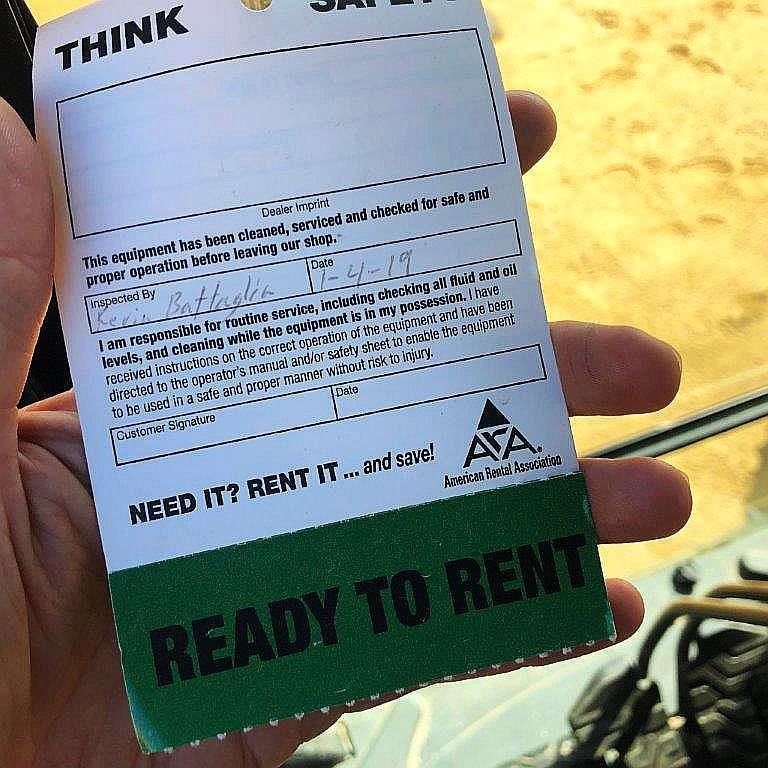 THINK SAFETY
Dealer Imprint
This equipment has been cleaned, serviced and checked for safe and
proper operation before leaving our shop.
Inspected By Date
Kevin Battaglia 1-4-19
I am responsible for routine service, including checking all fluid and oil
levels, and cleaning while the equipment is in my possession. I have
received instructions on the correct operation of the equipment and have been
directed to the operator's manual and/or safety sheet to enable the equipment
to be used in a safe and proper manner without risk to injury.
Customer Signature Date
NEED IT? RENT IT ... and save!
ARA
American Rental Association
READY TO RENT